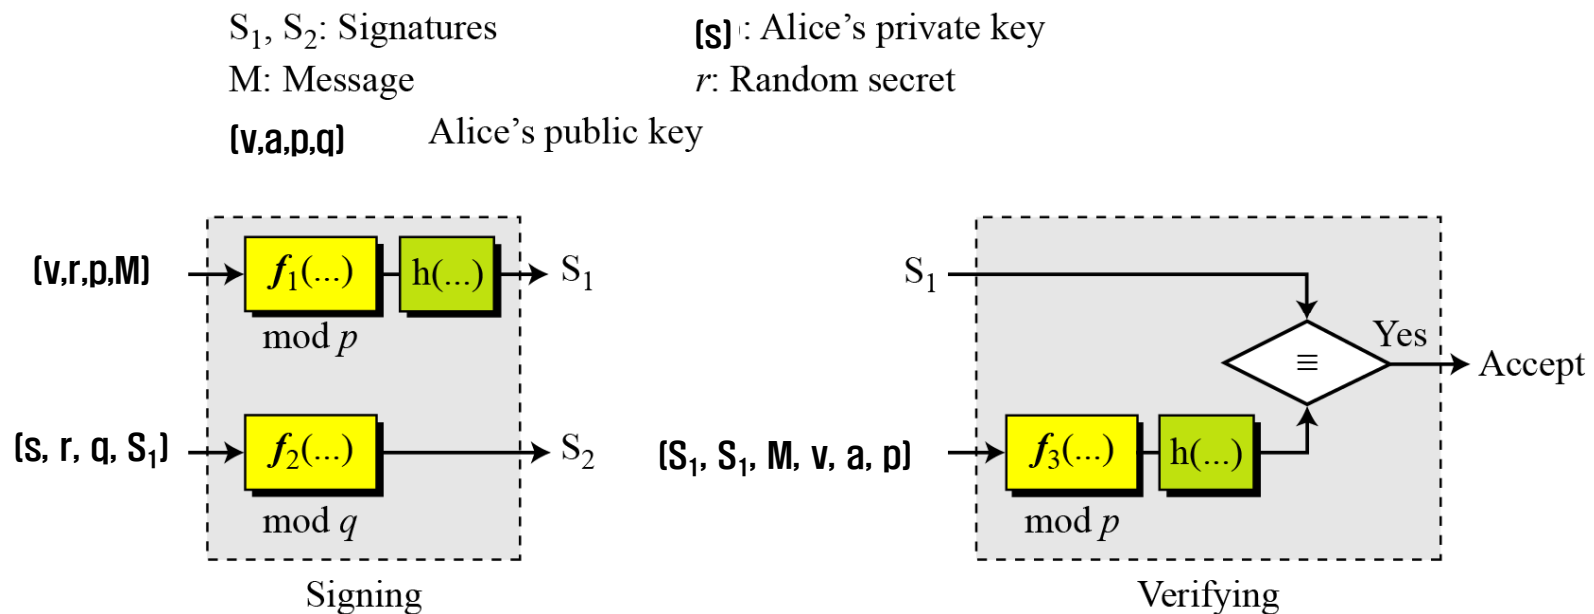 S₁, S₂: Signatures (s) : Alice's private key
M: Message r: Random secret
(v,a,p,q) Alice's public key
(v,r,p,M) f₁(...) h(...) S₁
mod p
(s, r, q, S₁) f₂(...) S₂
mod q
Signing
S₁
Yes
≡ Accept
(S₁, S₁, M, v, a, p) f₃(...) h(...)
mod p
Verifying